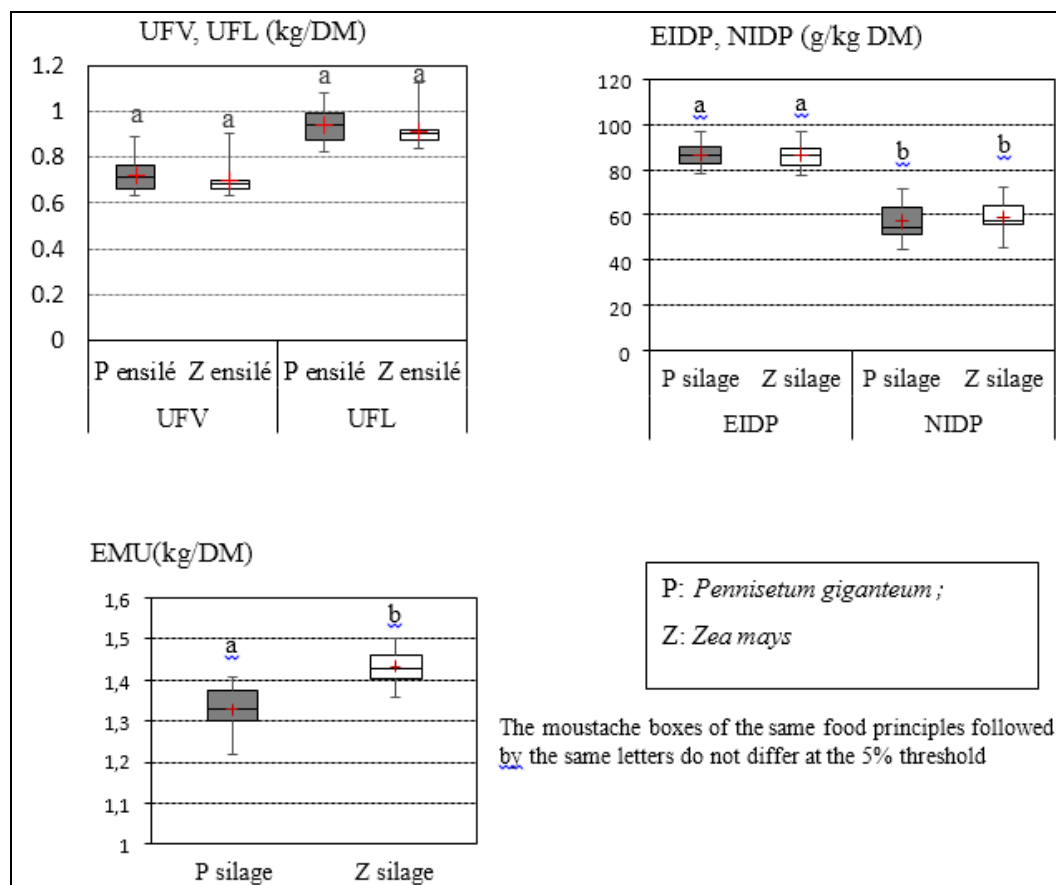 UFV, UFL (kg/DM)
1.2
1
0.8
0.6
0.4
0.2
0
a
a
a
a
P ensilé Z ensilé P ensilé Z ensilé
UFV UFL
EIDP, NIDP (g/kg DM)
120
100
80
60
40
20
0
a
a
b
b
P silage Z silage P silage Z silage
EIDP NIDP
EMU(kg/DM)
1,6
1,5
1,4
1,3
1,2
1,1
1
a
b
P silage Z silage
P: Pennisetum giganteum ;
Z: Zea mays
The moustache boxes of the same food principles followed
by the same letters do not differ at the 5% threshold